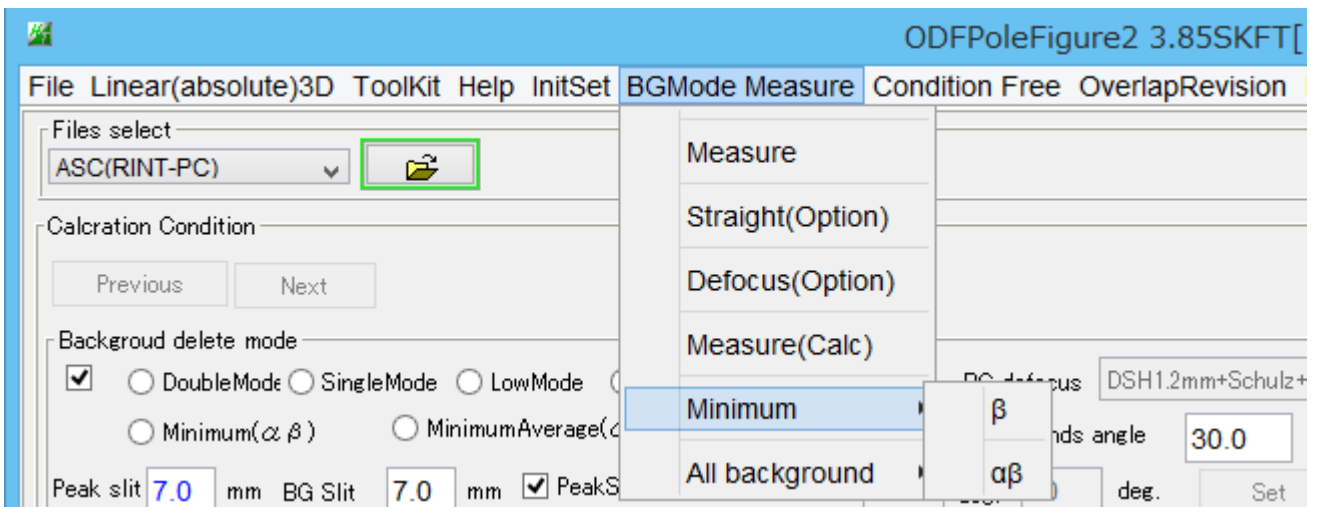 ODFPoleFigure2 3.85SKFT[
File Linear(absolute)3D ToolKit Help InitSet BGMode Measure Condition Free OverlapRevision
Files select
ASC(RINT-PC)
Measure
Straight(Option)
Defocus(Option)
Measure(Calc)
Minimum
All background
β
αβ
Calcration Condition
Previous Next
Backgroud delete mode
DoubleMode SingleMode LowMode
DSH1.2mm+Schulz+
Minimum(αβ) MinimumAverage(
angle 30.0
Peak slit 7.0 mm BG Slit 7.0 mm PeakS
deg. Set